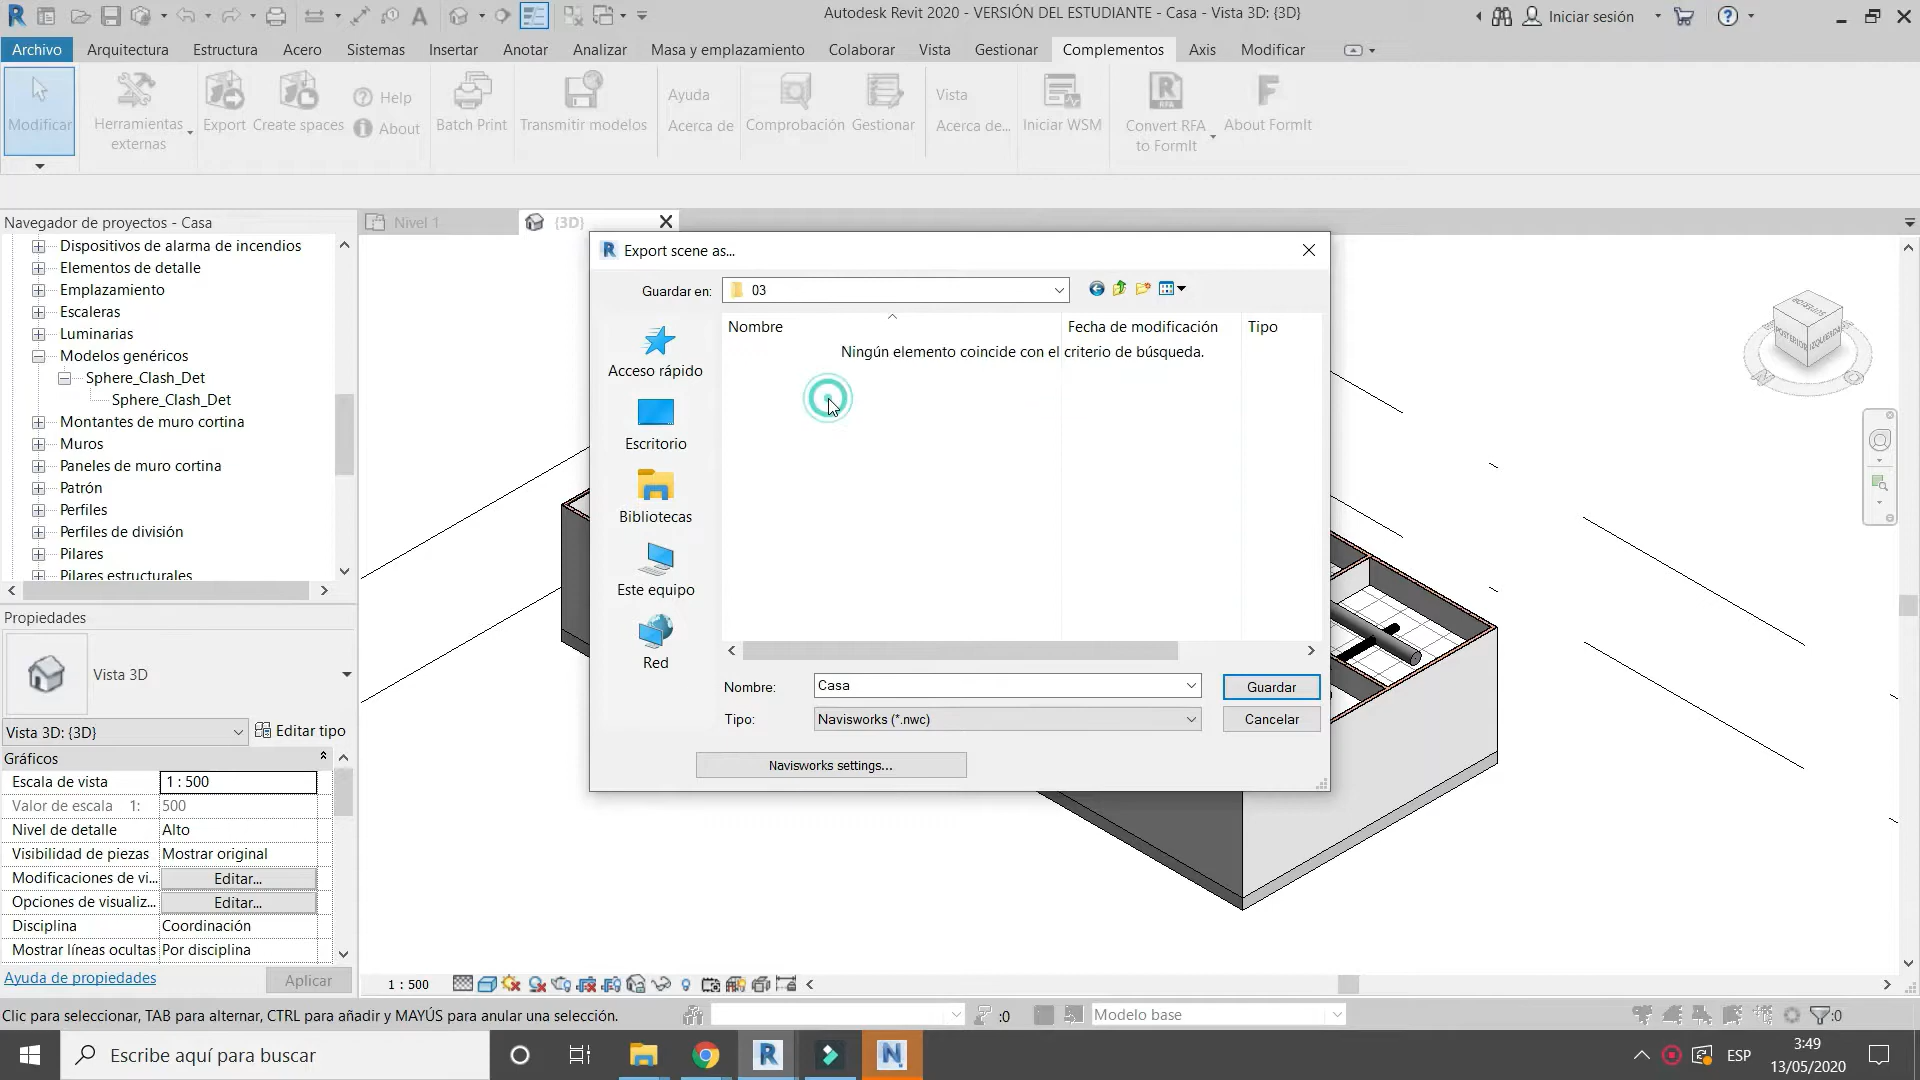 Autodesk Revit 2020 - VERSIÓN DEL ESTUDIANTE - Casa - Vista 3D: {3D}
Iniciar sesión
Archivo Arquitectura Estructura Acero Sistemas Insertar Anotar Analizar Masa y emplazamiento Colaborar Vista Gestionar Complementos Axis Modificar
Modificar
Herramientas externas
Export
Create spaces
Help
About
Batch Print
Transmitir modelos
Ayuda
Acerca de
Comprobación
Gestionar
Vista
Acerca de...
Iniciar WSM
Convert RFA
to FormIt
About FormIt
Navegador de proyectos - Casa
Nivel 1
{3D}
Dispositivos de alarma de incendios
Elementos de detalle
Emplazamiento
Escaleras
Luminarias
Modelos genéricos
Sphere_Clash_Det
Sphere_Clash_Det
Montantes de muro cortina
Muros
Paneles de muro cortina
Patrón
Perfiles
Perfiles de división
Pilares
Pilares estructurales
Propiedades
Vista 3D
Vista 3D: {3D}
Editar tipo
Gráficos
Escala de vista 1 : 500
Valor de escala 1: 500
Nivel de detalle Alto
Visibilidad de piezas Mostrar original
Modificaciones de vi... Editar...
Opciones de visualiz... Editar...
Disciplina Coordinación
Mostrar líneas ocultas Por disciplina
Ayuda de propiedades
Aplicar
Export scene as...
Guardar en: 03
Nombre Fecha de modificación Tipo
Ningún elemento coincide con el criterio de búsqueda.
Acceso rápido
Escritorio
Bibliotecas
Este equipo
Red
Nombre: Casa
Guardar
Tipo: Navisworks (*.nwc)
Cancelar
Navisworks settings...
1 : 500
Clic para seleccionar, TAB para alternar, CTRL para añadir y MAYÚS para anular una selección.
:0
Modelo base
:0
Escribe aquí para buscar
ESP
3:49
13/05/2020